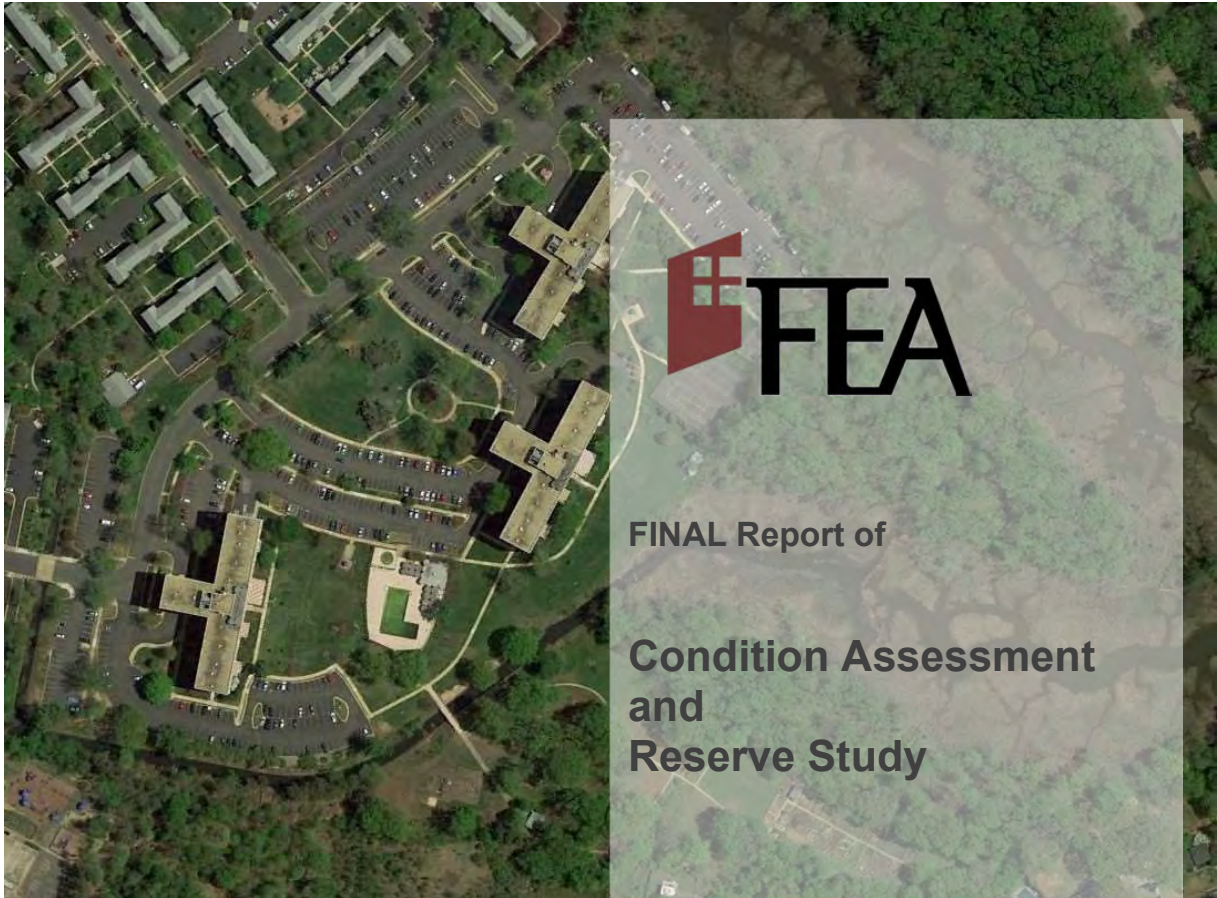 FEA
FINAL Report of
Condition Assessment
and
Reserve Study